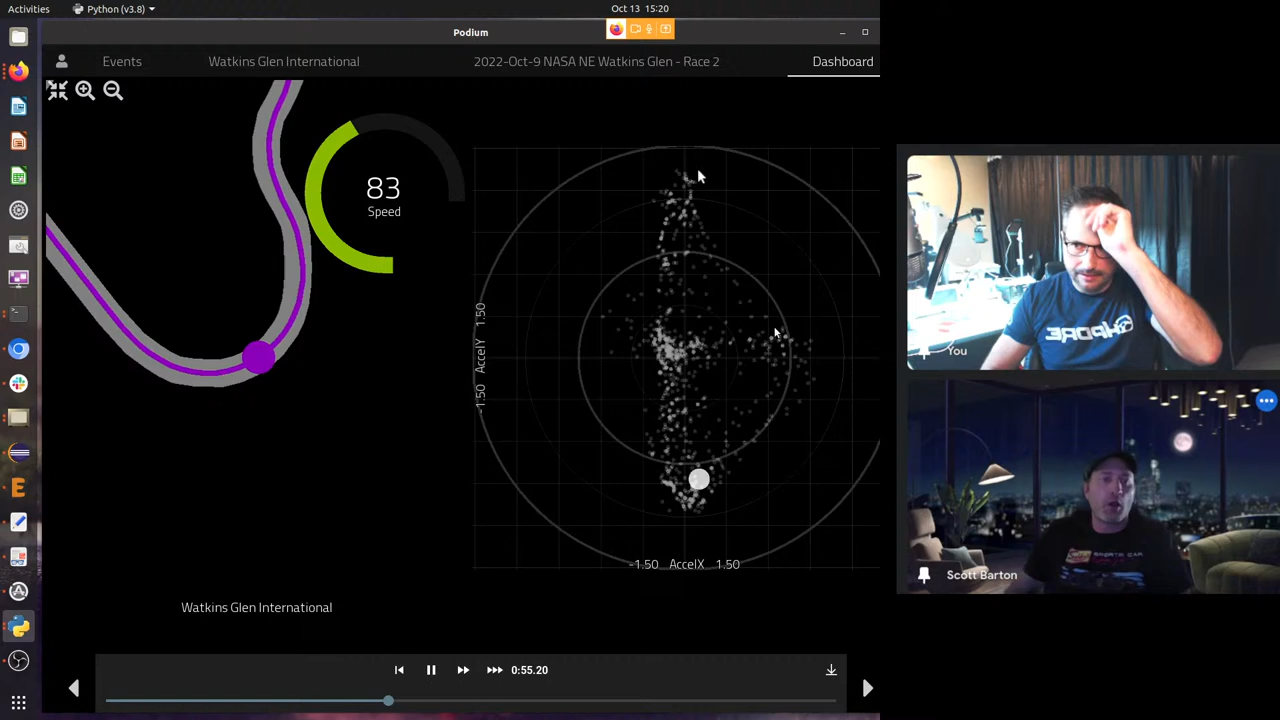 Activities
Python (v3.8)
Oct 13 15:20
Podium
Events
Watkins Glen International
2022-Oct-9 NASA NE Watkins Glen - Race 2
Dashboard
83
Speed
-1.50 AccelY 1.50
-1.50 AccelX 1.50
Watkins Glen International
0:55.20
You
Scott Barton